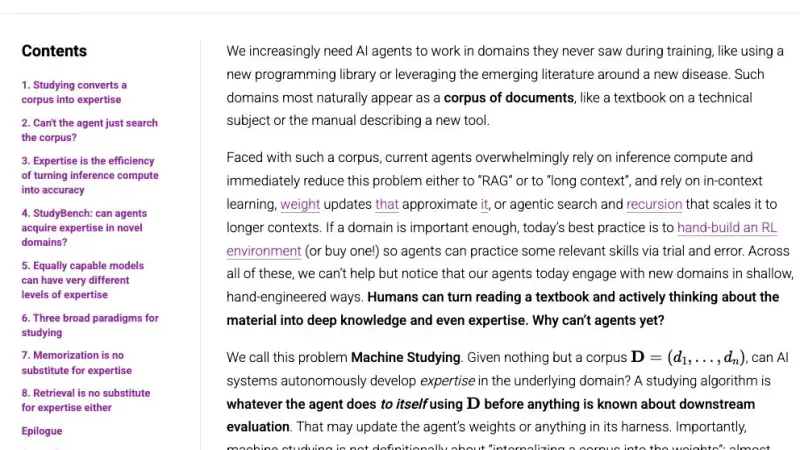 Contents
1. Studying converts a
corpus into expertise
2. Can't the agent just search
the corpus?
3. Expertise is the efficiency
of turning inference compute
into accuracy
4. StudyBench: can agents
acquire expertise in novel
domains?
5. Equally capable models
can have very different
levels of expertise
6. Three broad paradigms for
studying
7. Memorization is no
substitute for expertise
8. Retrieval is no substitute
for expertise either
Epilogue
We increasingly need AI agents to work in domains they never saw during training, like using a
new programming library or leveraging the emerging literature around a new disease. Such
domains most naturally appear as a corpus of documents, like a textbook on a technical
subject or the manual describing a new tool.
Faced with such a corpus, current agents overwhelmingly rely on inference compute and
immediately reduce this problem either to “RAG” or to “long context”, and rely on in-context
learning, weight updates that approximate it, or agentic search and recursion that scales it to
longer contexts. If a domain is important enough, today’s best practice is to hand-build an RL
environment (or buy one!) so agents can practice some relevant skills via trial and error. Across
all of these, we can’t help but notice that our agents today engage with new domains in shallow,
hand-engineered ways. Humans can turn reading a textbook and actively thinking about the
material into deep knowledge and even expertise. Why can’t agents yet?
We call this problem Machine Studying. Given nothing but a corpus D = (d₁, . . . , dₙ), can AI
systems autonomously develop expertise in the underlying domain? A studying algorithm is
whatever the agent does to itself using D before anything is known about downstream
evaluation. That may update the agent’s weights or anything in its harness. Importantly,
machine studying is not definitionally about “internalizing a corpus into the weights”; almost